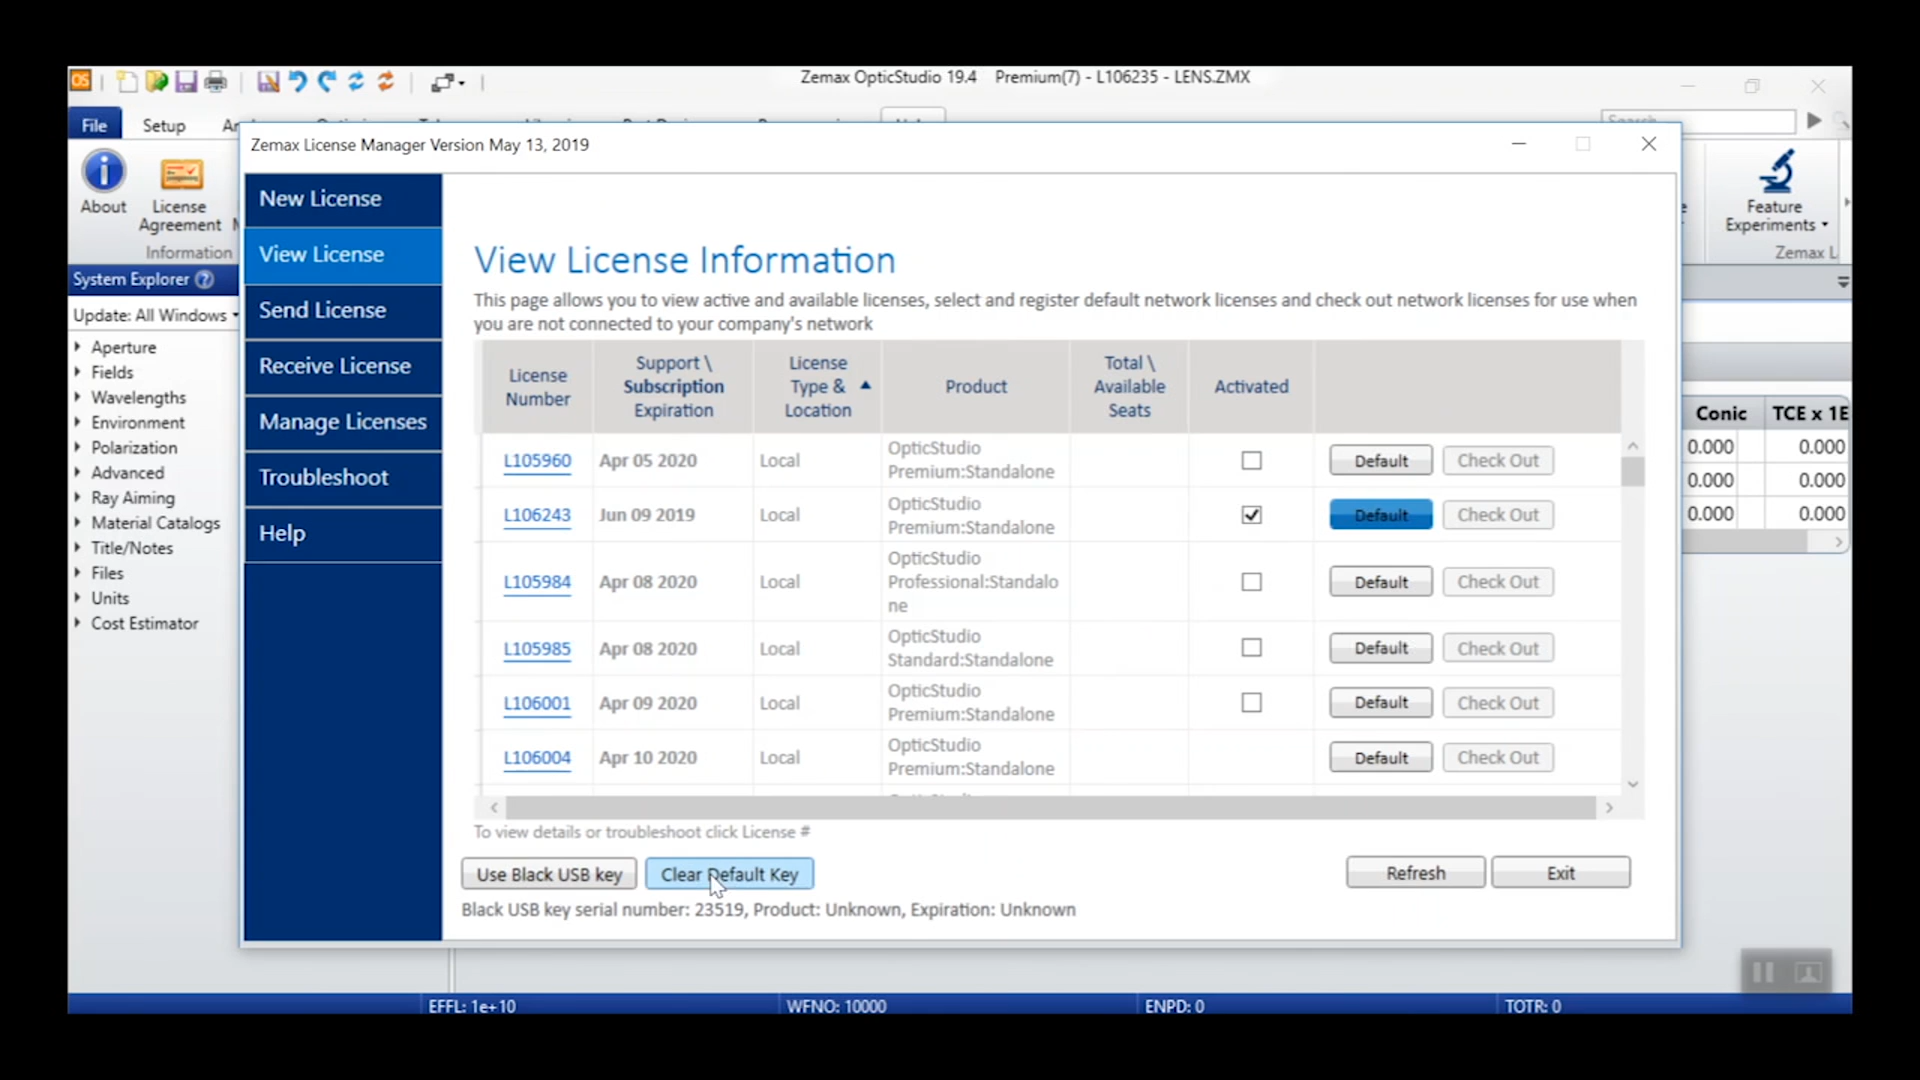 OS
Zemax OpticStudio 19.4 Premium(7) - L106235 - LENS.ZMX
File
Setup
Search
Zemax License Manager Version May 13, 2019
About
License
Agreement
Information
Feature
Experiments
Zemax L
System Explorer
Update: All Windows
Aperture
Fields
Wavelengths
Environment
Polarization
Advanced
Ray Aiming
Material Catalogs
Title/Notes
Files
Units
Cost Estimator
New License
View License
Send License
Receive License
Manage Licenses
Troubleshoot
Help
View License Information
This page allows you to view active and available licenses, select and register default network licenses and check out network licenses for use when
you are not connected to your company's network
License
Number
Support \
Subscription
Expiration
License
Type &
Location
Product
Total \
Available
Seats
Activated
L105960 Apr 05 2020 Local OpticStudio
Premium:Standalone
Default Check Out
L106243 Jun 09 2019 Local OpticStudio
Premium:Standalone
Default Check Out
L105984 Apr 08 2020 Local OpticStudio
Professional:Standalo
ne
Default Check Out
L105985 Apr 08 2020 Local OpticStudio
Standard:Standalone
Default Check Out
L106001 Apr 09 2020 Local OpticStudio
Premium:Standalone
Default Check Out
L106004 Apr 10 2020 Local OpticStudio
Premium:Standalone
Default Check Out
To view details or troubleshoot click License #
Use Black USB key
Clear Default Key
Refresh
Exit
Black USB key serial number: 23519, Product: Unknown, Expiration: Unknown
Conic TCE x 1E
0.000 0.000
0.000 0.000
0.000 0.000
EFFL: 1e+10
WFNO: 10000
ENPD: 0
TOTR: 0